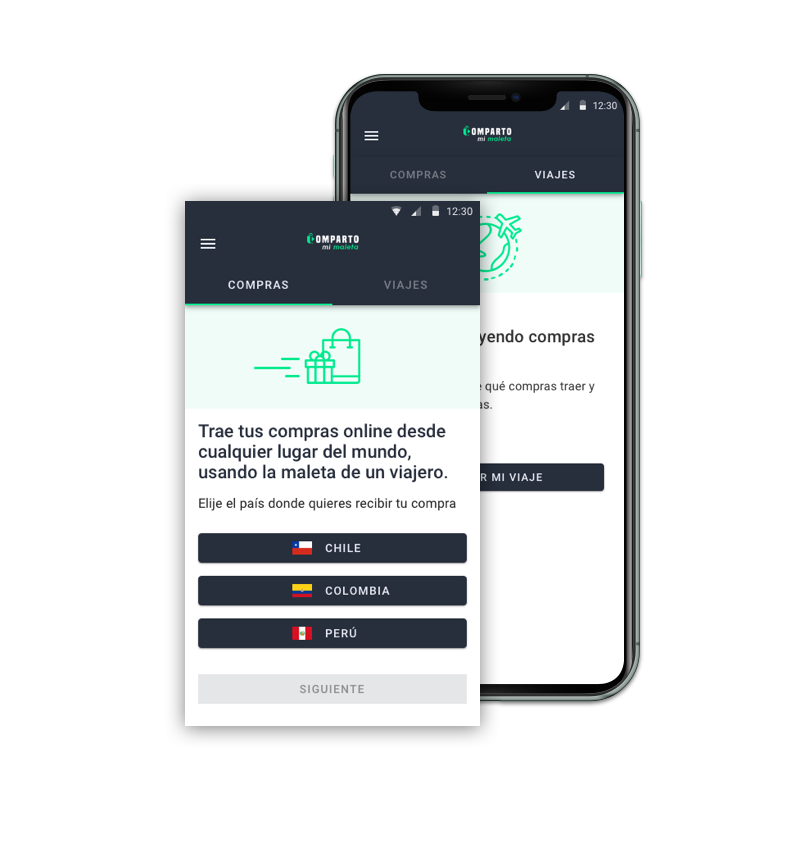 12:30
COMPARTO
mi maleta
COMPRAS
VIAJES
yendo compras
e qué compras traer y
as.
R MI VIAJE
12:30
COMPARTO
mi maleta
COMPRAS
VIAJES
Trae tus compras online desde
cualquier lugar del mundo,
usando la maleta de un viajero.
Elije el país donde quieres recibir tu compra
CHILE
COLOMBIA
PERÚ
SIGUIENTE